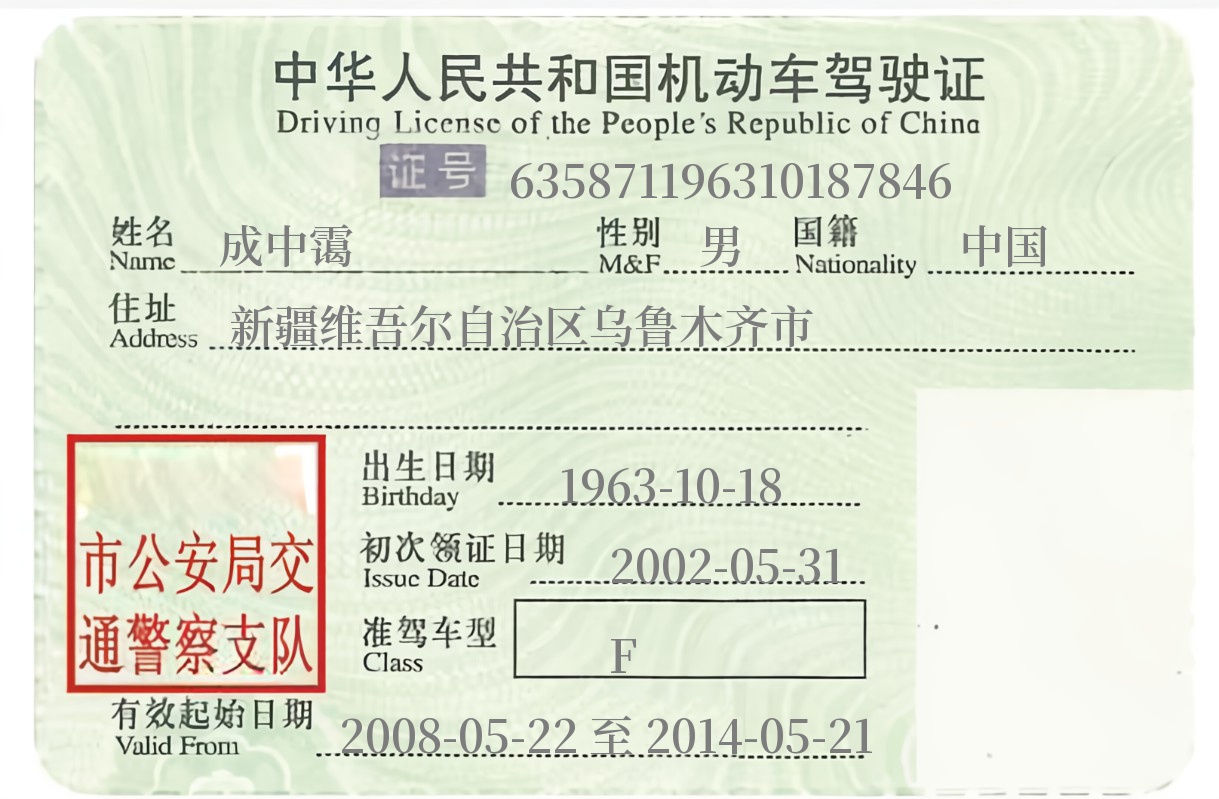 中华人民共和国机动车驾驶证
Driving License of the People's Republic of China
证号 635871196310187846
姓名 成中霭 性别 男 国籍 中国
Name M&F Nationality
住址 新疆维吾尔自治区乌鲁木齐市
Address
出生日期 1963-10-18
Birthday
初次领证日期 2002-05-31
Issue Date
市公安局交
通警察支队
准驾车型 F
Class
有效起始日期 2008-05-22 至 2014-05-21
Valid From